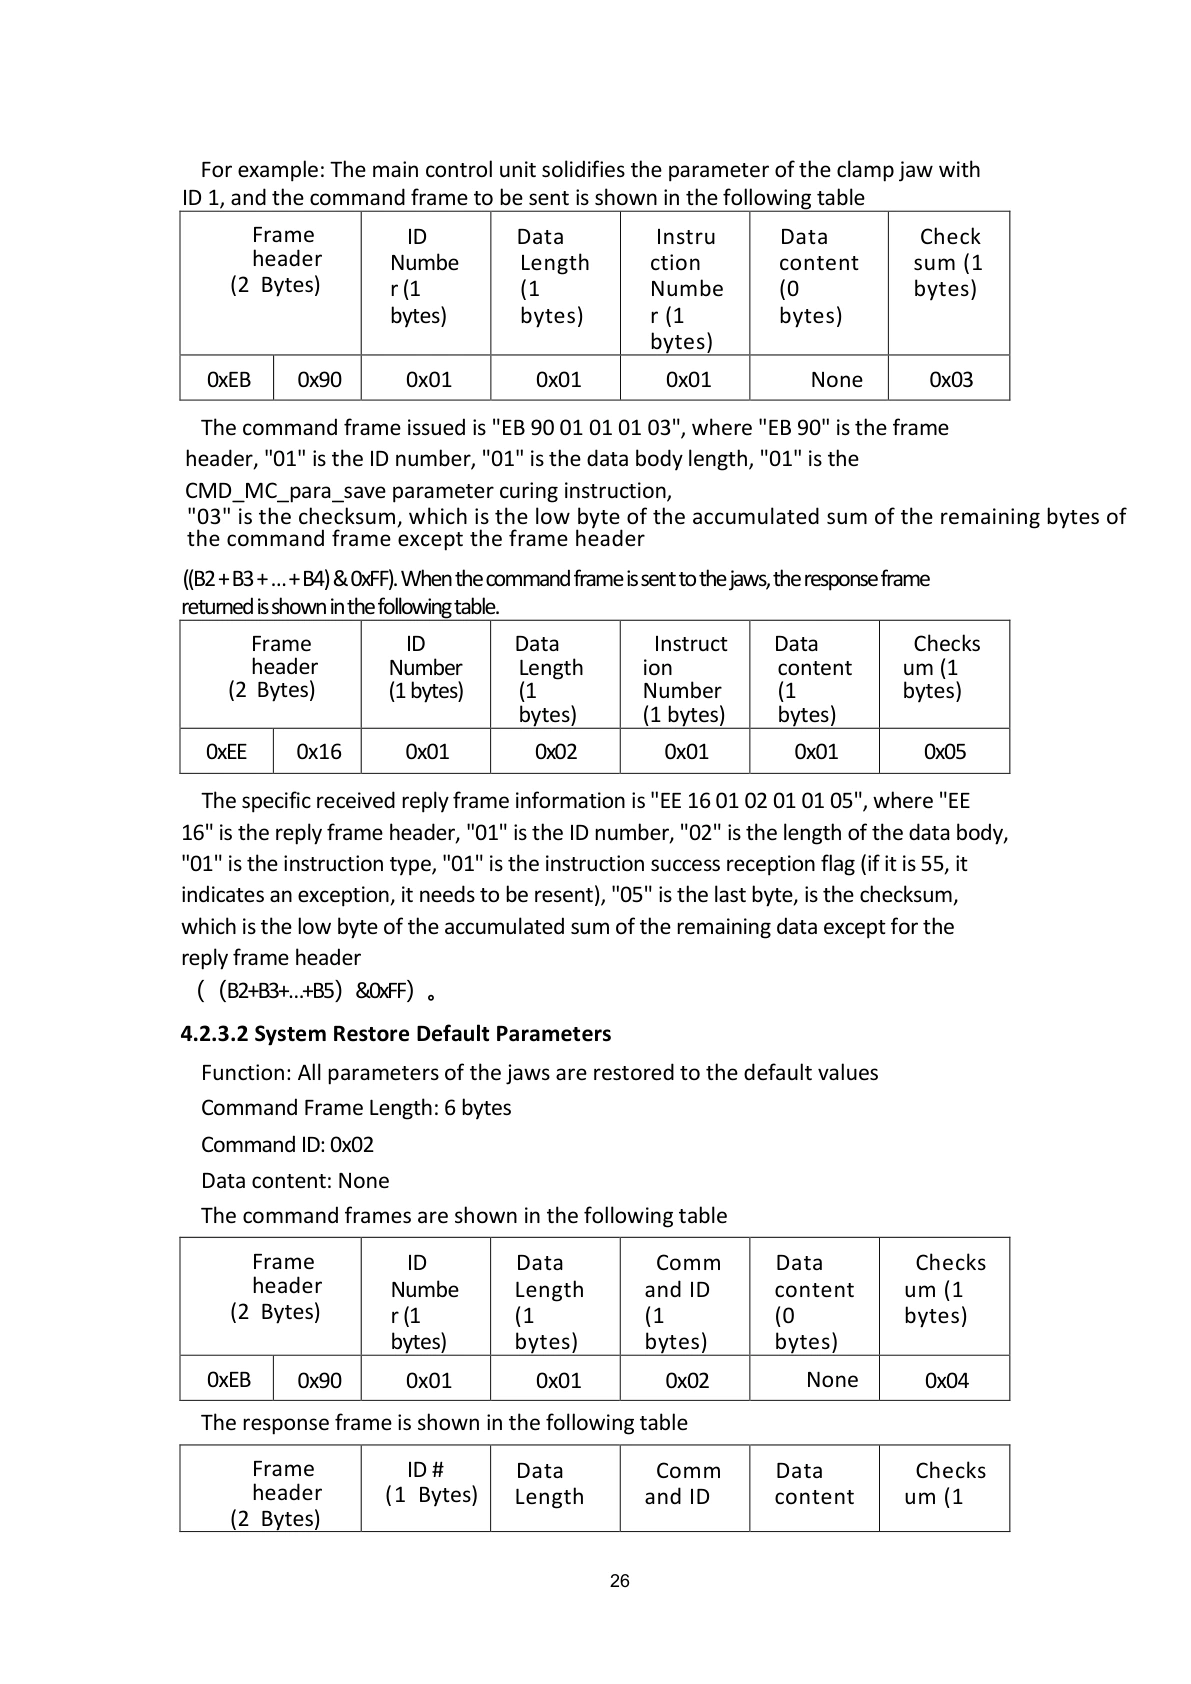 For example: The main control unit solidifies the parameter of the clamp jaw with
ID 1, and the command frame to be sent is shown in the following table
Frame
header
(2 Bytes)
ID
Numbe
r (1
bytes)
Data
Length
(1
bytes)
Instru
ction
Numbe
r (1
bytes)
Data
content
(0
bytes)
Check
sum (1
bytes)
0xEB 0x90 0x01 0x01 0x01 None 0x03
The command frame issued is "EB 90 01 01 01 03", where "EB 90" is the frame
header, "01" is the ID number, "01" is the data body length, "01" is the
CMD_MC_para_save parameter curing instruction,
"03" is the checksum, which is the low byte of the accumulated sum of the remaining bytes of
the command frame except the frame header
((B2 + B3 + … + B4) & 0xFF). When the command frame is sent to the jaws, the response frame
returned is shown in the following table.
Frame
header
(2 Bytes)
ID
Number
(1 bytes)
Data
Length
(1
bytes)
Instruct
ion
Number
(1 bytes)
Data
content
(1
bytes)
Checks
um (1
bytes)
0xEE 0x16 0x01 0x02 0x01 0x01 0x05
The specific received reply frame information is "EE 16 01 02 01 01 05", where "EE
16" is the reply frame header, "01" is the ID number, "02" is the length of the data body,
"01" is the instruction type, "01" is the instruction success reception flag (if it is 55, it
indicates an exception, it needs to be resent), "05" is the last byte, is the checksum,
which is the low byte of the accumulated sum of the remaining data except for the
reply frame header
(（B2+B3+…+B5）&0xFF）。
4.2.3.2 System Restore Default Parameters
Function: All parameters of the jaws are restored to the default values
Command Frame Length: 6 bytes
Command ID: 0x02
Data content: None
The command frames are shown in the following table
Frame
header
(2 Bytes)
ID
Numbe
r (1
bytes)
Data
Length
(1
bytes)
Comm
and ID
(1
bytes)
Data
content
(0
bytes)
Checks
um (1
bytes)
0xEB 0x90 0x01 0x01 0x02 None 0x04
The response frame is shown in the following table
Frame
header
(2 Bytes)
ID #
(1 Bytes)
Data
Length
Comm
and ID
Data
content
Checks
um (1
26